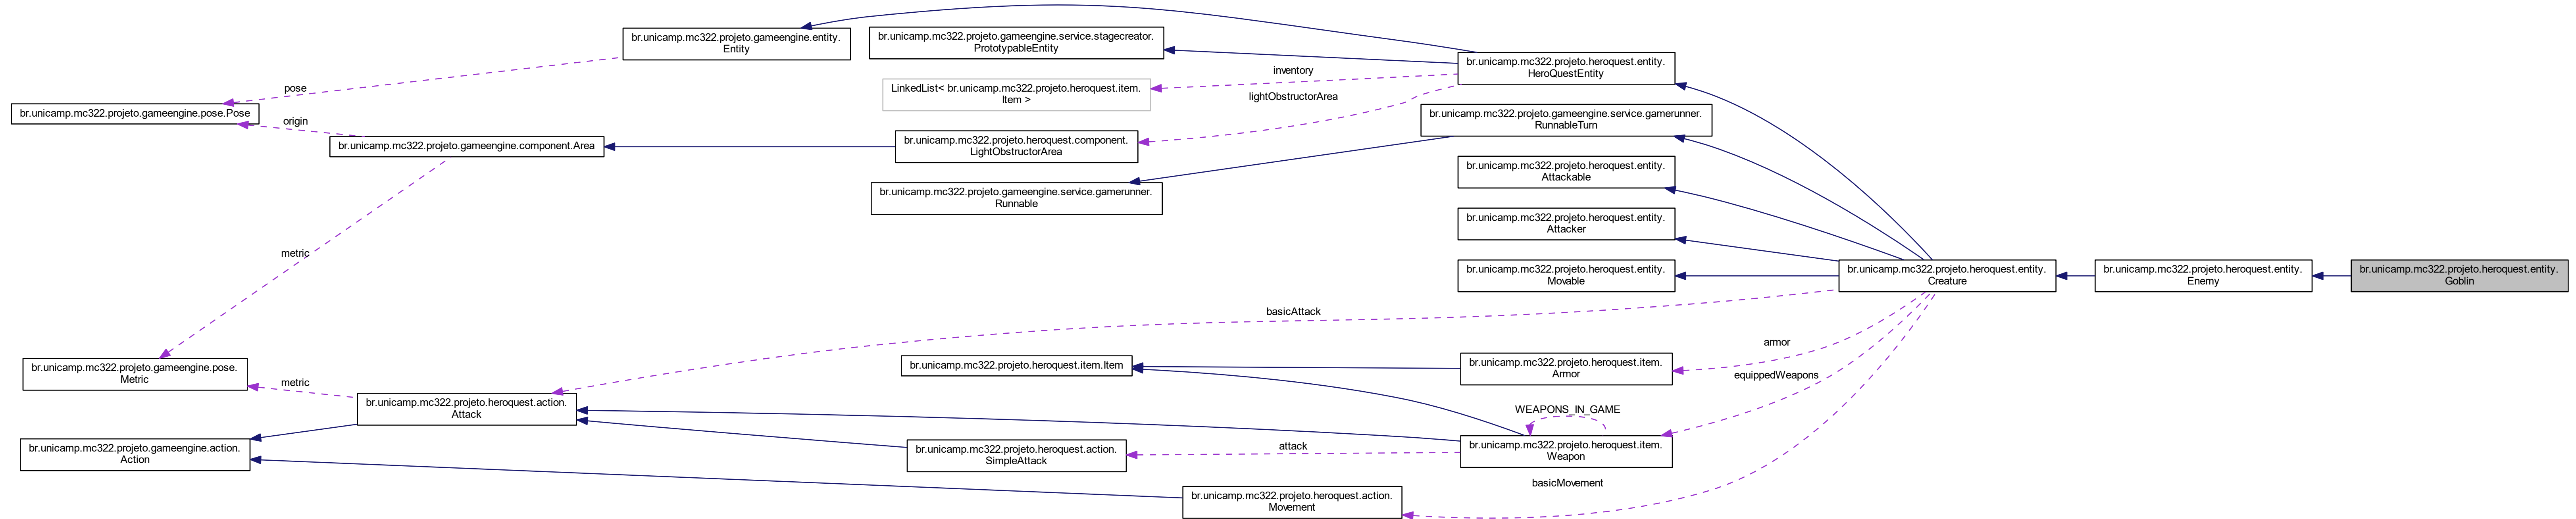 br.unicamp.mc322.projeto.gameengine.entity.
Entity
br.unicamp.mc322.projeto.gameengine.service.stagecreator.
PrototypableEntity
br.unicamp.mc322.projeto.heroquest.entity.
HeroQuestEntity
inventory
LinkedList< br.unicamp.mc322.projeto.heroquest.item.
Item >
pose
lightObstructorArea
br.unicamp.mc322.projeto.gameengine.pose.Pose
origin
br.unicamp.mc322.projeto.gameengine.service.gamerunner.
RunnableTurn
br.unicamp.mc322.projeto.gameengine.component.Area
br.unicamp.mc322.projeto.heroquest.component.
LightObstructorArea
br.unicamp.mc322.projeto.heroquest.entity.
Attackable
br.unicamp.mc322.projeto.gameengine.service.gamerunner.
Runnable
br.unicamp.mc322.projeto.heroquest.entity.
Attacker
metric
br.unicamp.mc322.projeto.heroquest.entity.
Movable
br.unicamp.mc322.projeto.heroquest.entity.
Creature
br.unicamp.mc322.projeto.heroquest.entity.
Enemy
br.unicamp.mc322.projeto.heroquest.entity.
Goblin
basicAttack
armor
br.unicamp.mc322.projeto.gameengine.pose.
Metric
metric
br.unicamp.mc322.projeto.heroquest.item.Item
br.unicamp.mc322.projeto.heroquest.item.
Armor
equippedWeapons
br.unicamp.mc322.projeto.heroquest.action.
Attack
WEAPONS_IN_GAME
br.unicamp.mc322.projeto.gameengine.action.
Action
br.unicamp.mc322.projeto.heroquest.action.
SimpleAttack
attack
br.unicamp.mc322.projeto.heroquest.item.
Weapon
basicMovement
br.unicamp.mc322.projeto.heroquest.action.
Movement